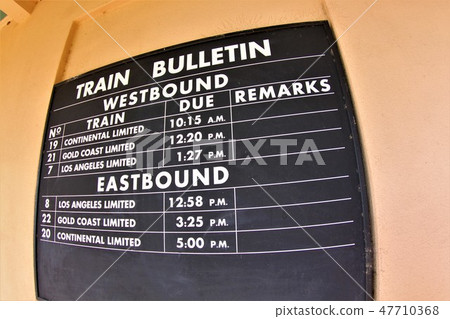 TRAIN BULLETIN
WESTBOUND
Nº TRAIN DUE REMARKS
19 CONTINENTAL LIMITED 10:15 A.M.
21 GOLD COAST LIMITED 12:20 P.M.
7 LOS ANGELES LIMITED 1:27 P.M.
EASTBOUND
8 LOS ANGELES LIMITED 12:58 P.M.
22 GOLD COAST LIMITED 3:25 P.M.
20 CONTINENTAL LIMITED 5:00 P.M.
PIXTA
47710368